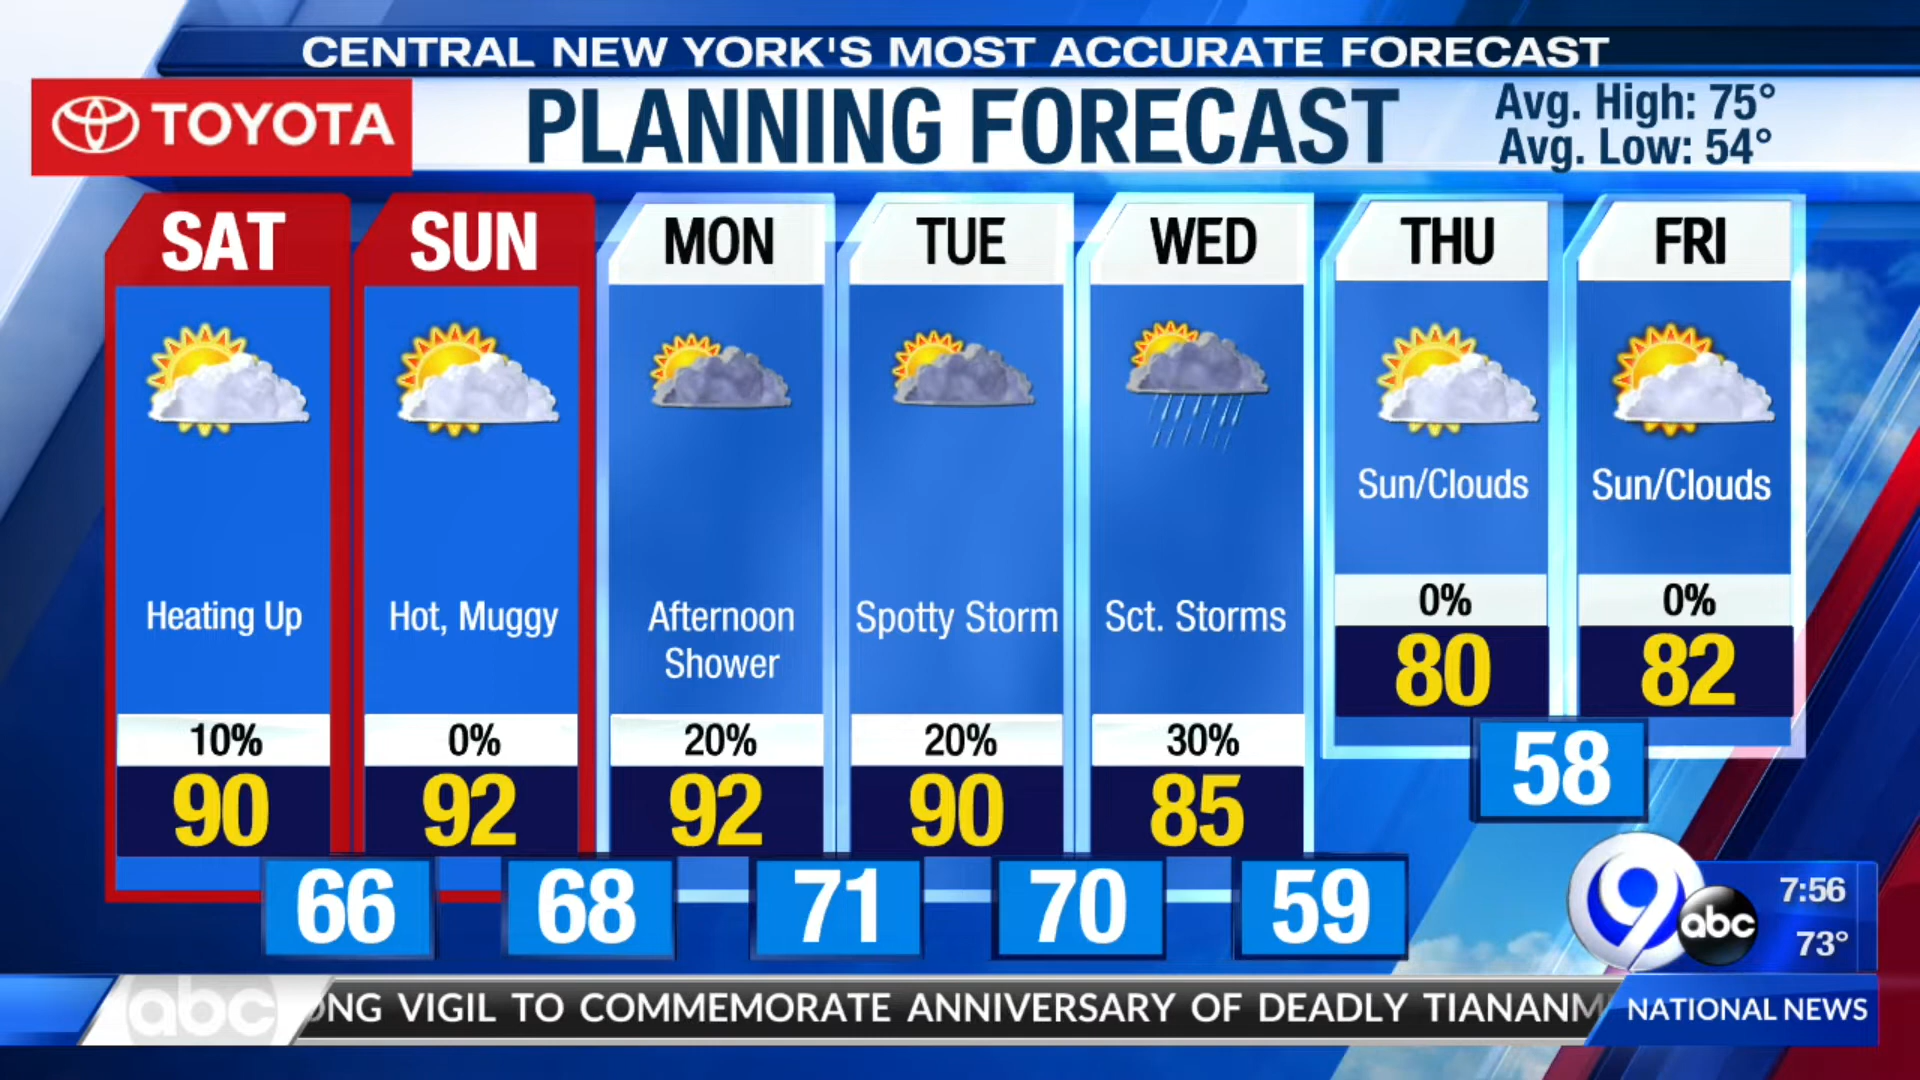 CENTRAL NEW YORK'S MOST ACCURATE FORECAST
TOYOTA
PLANNING FORECAST
Avg. High: 75°
Avg. Low: 54°
SAT
SUN
MON
TUE
WED
THU
FRI
Sun/Clouds
Sun/Clouds
Heating Up
Hot, Muggy
Afternoon
Shower
Spotty Storm
Sct. Storms
0%
0%
80
82
10%
0%
20%
20%
30%
90
92
92
90
85
58
66
68
71
70
59
9
abc
7:56
73°
abc
VIGIL TO COMMEMORATE ANNIVERSARY OF DEADLY
NATIONAL NEWS